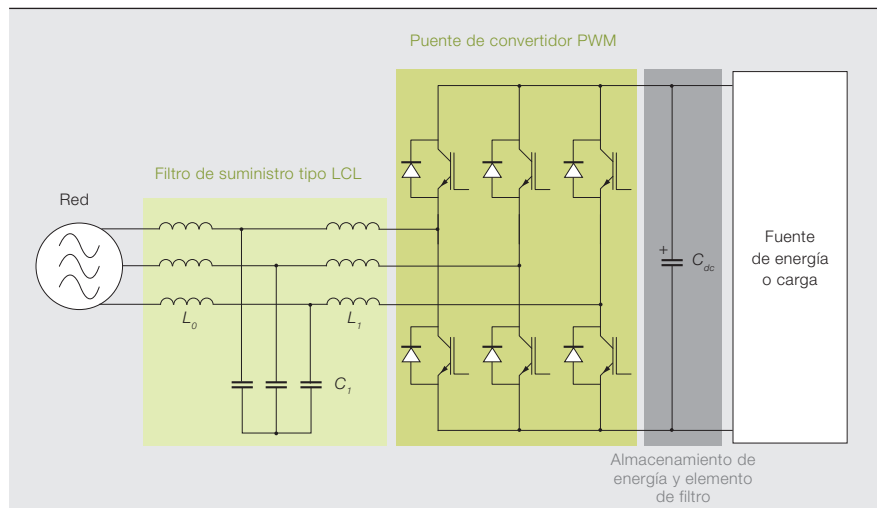 Puente de convertidor PWM
Filtro de suministro tipo LCL
Red
L0
L1
C1
+
Cdc
Fuente
de energía
o carga
Almacenamiento de
energía y elemento
de filtro